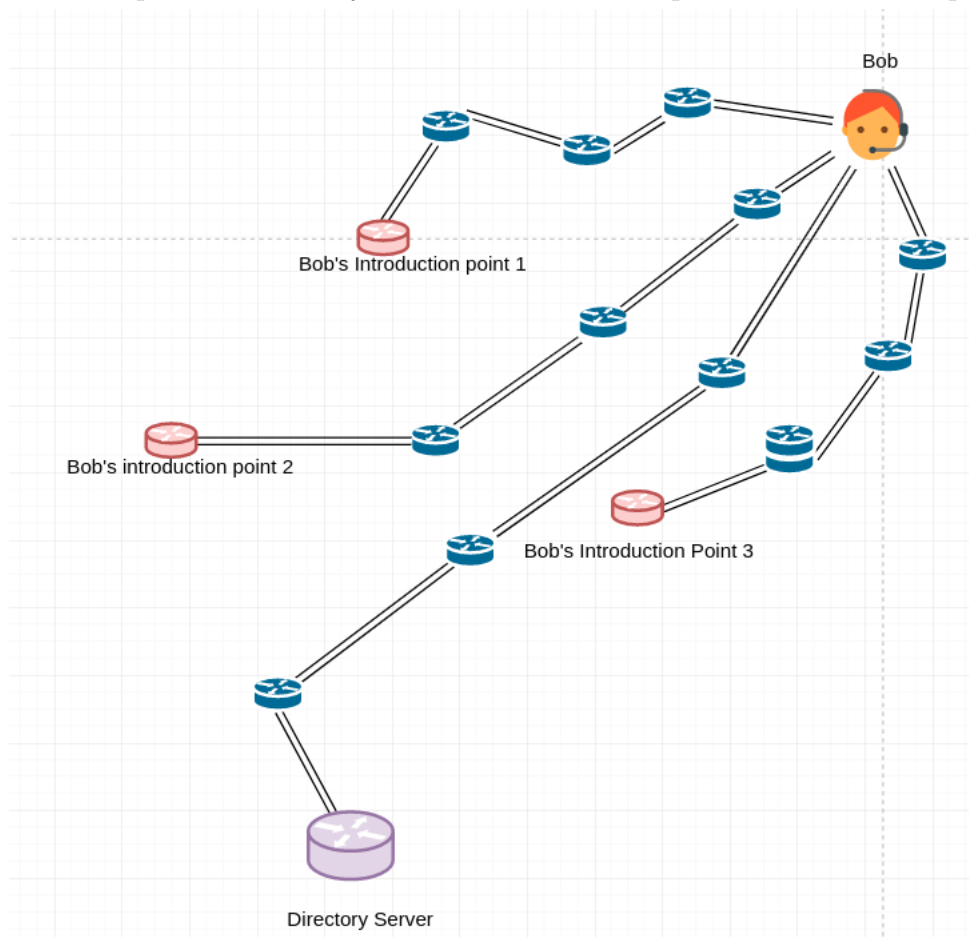 Bob
Bob's Introduction point 1
Bob's introduction point 2
Bob's Introduction Point 3
Directory Server